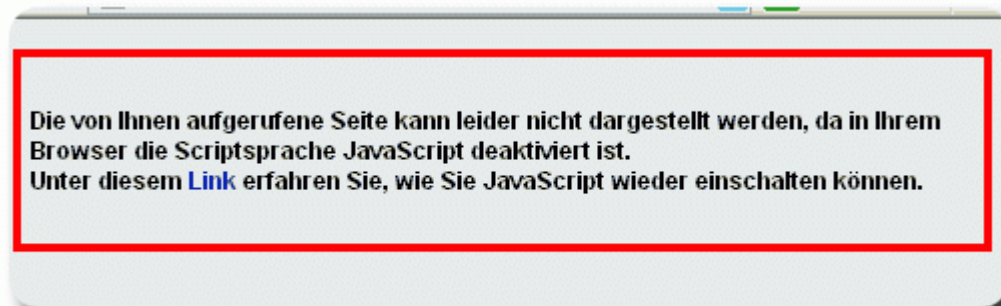 Die von Ihnen aufgerufene Seite kann leider nicht dargestellt werden, da in Ihrem
Browser die Scriptsprache JavaScript deaktiviert ist.
Unter diesem Link erfahren Sie, wie Sie JavaScript wieder einschalten können.